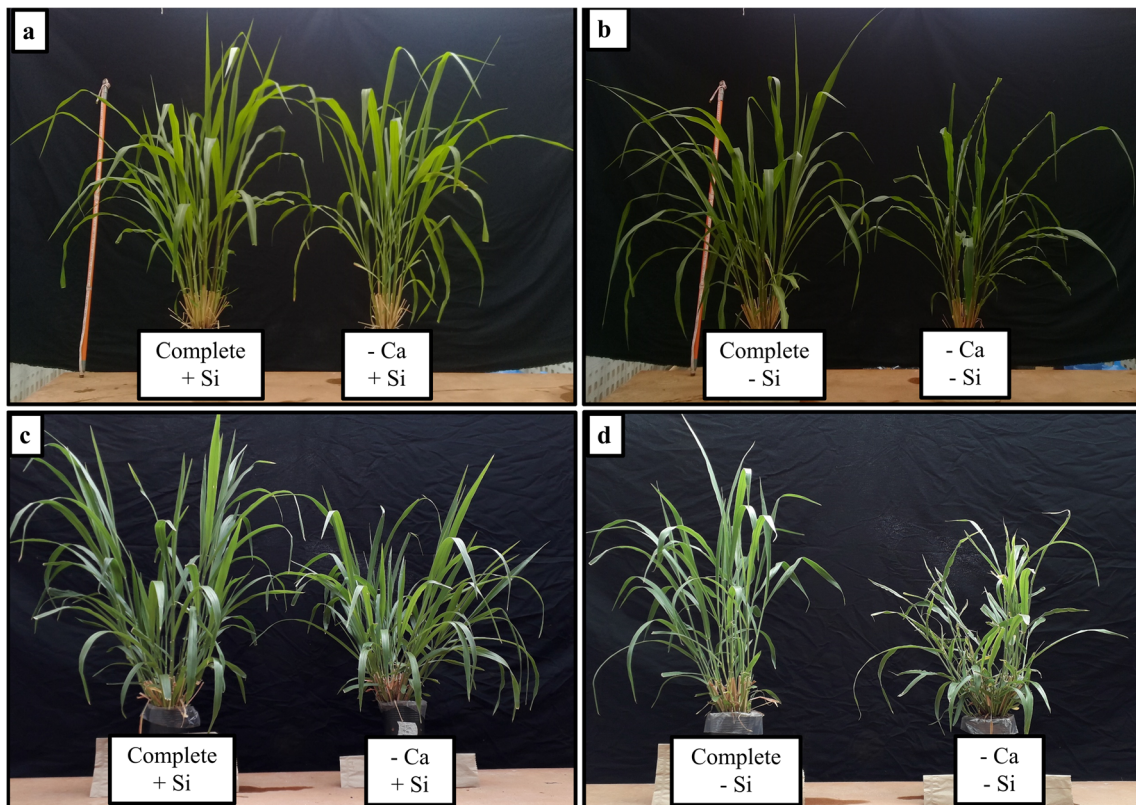 a
Complete
+ Si
- Ca
+ Si
b
Complete
- Si
- Ca
- Si
c
Complete
+ Si
- Ca
+ Si
d
Complete
- Si
- Ca
- Si